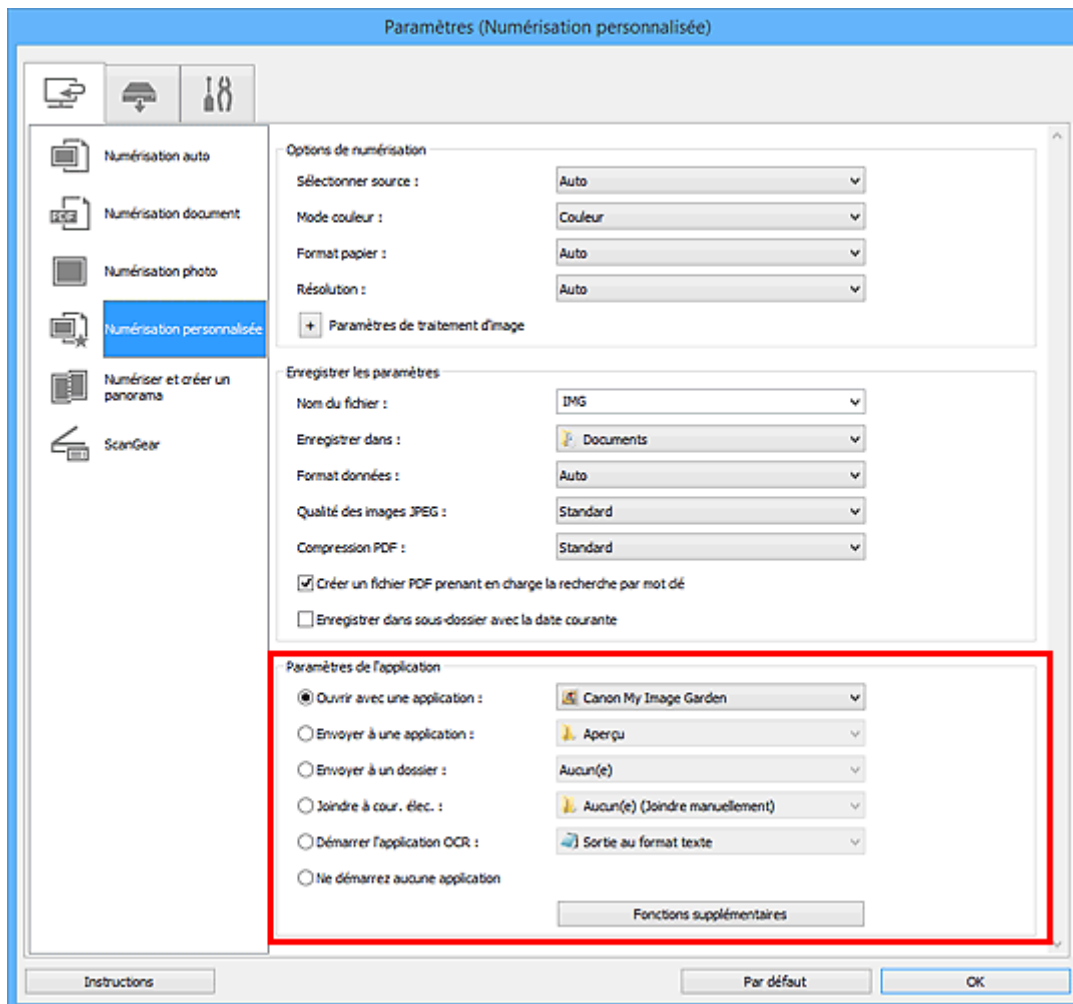 Paramètres (Numérisation personnalisée)
Numérisation auto
PDF
Numérisation document
Numérisation photo
Numérisation personnalisée
Numériser et créer un
panorama
ScanGear
Options de numérisation
Sélectionner source : Auto
Mode couleur : Couleur
Format papier : Auto
Résolution : Auto
+ Paramètres de traitement d'image
Enregistrer les paramètres
Nom du fichier : IMG
Enregistrer dans : Documents
Format données : Auto
Qualité des images JPEG : Standard
Compression PDF : Standard
Créer un fichier PDF prenant en charge la recherche par mot clé
Enregistrer dans sous-dossier avec la date courante
Paramètres de l'application
Ouvrir avec une application : Canon My Image Garden
Envoyer à une application : Aperçu
Envoyer à un dossier : Aucun(e)
Joindre à cour. élec. : Aucun(e) (Joindre manuellement)
Démarrer l'application OCR : Sortie au format texte
Ne démarrez aucune application
Fonctions supplémentaires
Instructions Par défaut OK